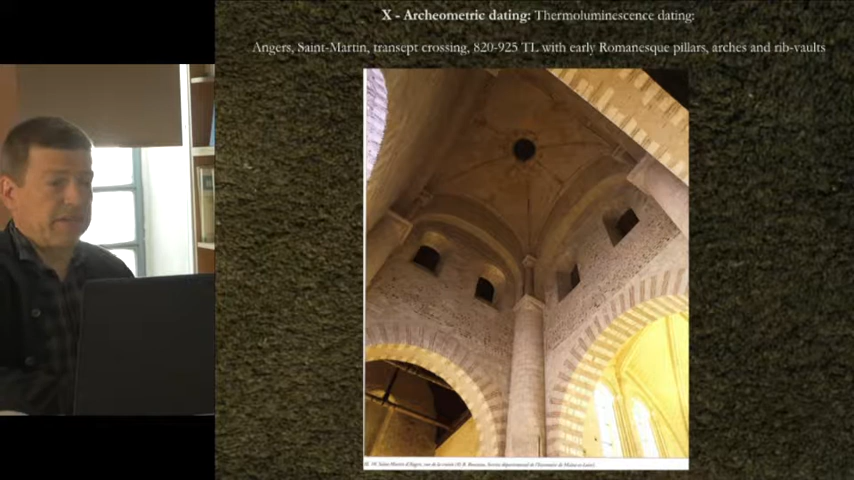 X - Archeometric dating: Thermoluminescence dating:
Angers, Saint-Martin, transept crossing, 820-925 TL with early Romanesque pillars, arches and rib-vaults